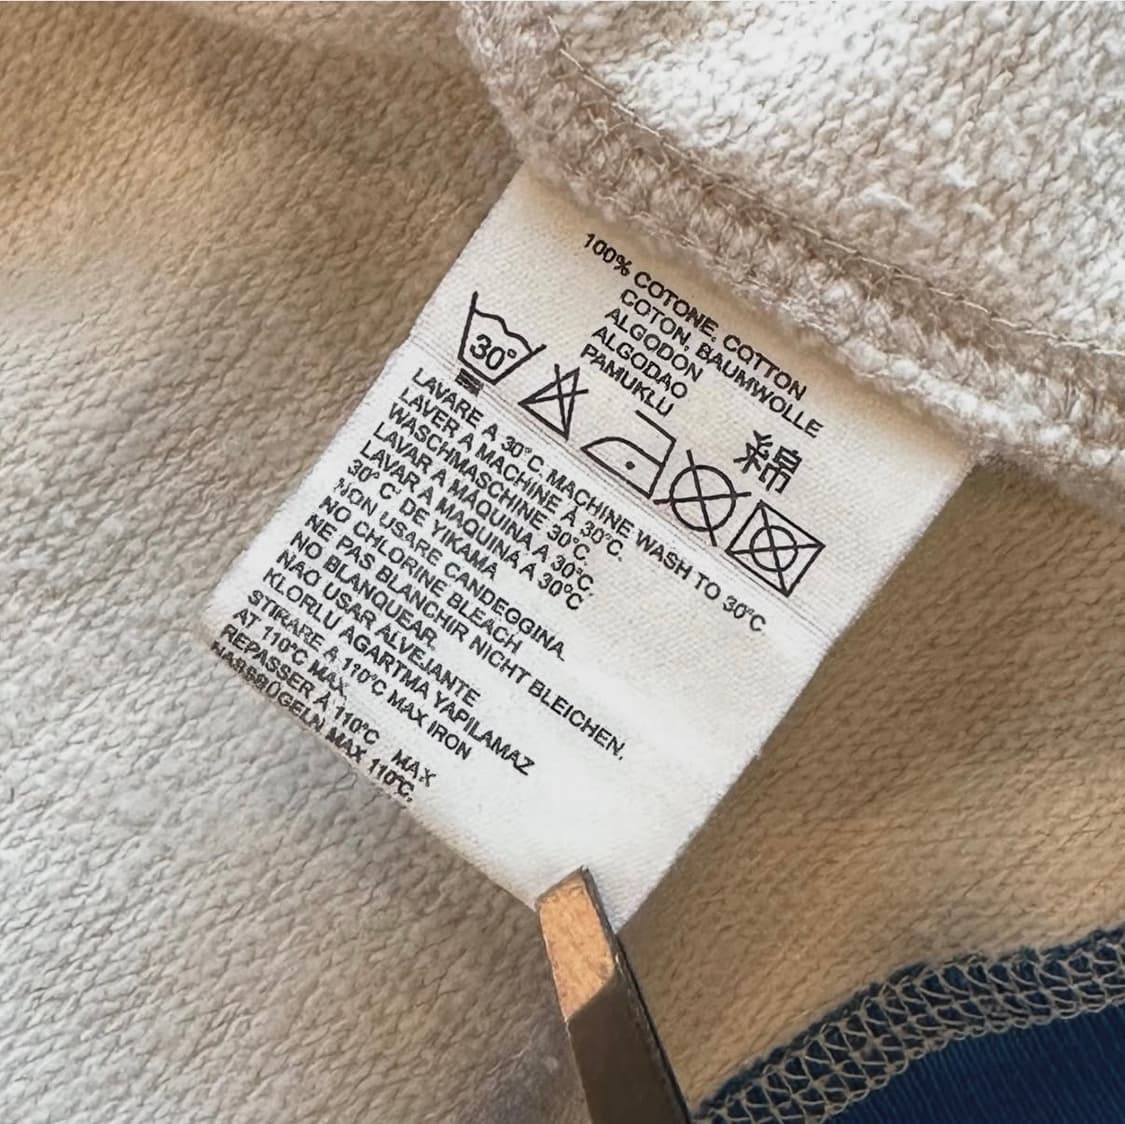 100% COTONE, COTTON
COTON, BAUMWOLLE
ALGODON
ALGODAO
PAMUKLU
綿
30°
LAVARE A 30°C. MACHINE WASH TO 30°C
LAVER A MACHINE A 30°C.
WASCHMASCHINE 30°C.
LAVAR A MÁQUINA A 30°C.
LAVAR A MAQUINA A 30°C
30° C' DE YIKAMA
NON USARE CANDEGGINA.
NO CHLORINE BLEACH
NE PAS BLANCHIR NICHT BLEICHEN.
NO BLANQUEAR.
NAO USAR ALVEJANTE
KLORLU AGARTMA YAPILAMAZ
STIRARE A 110°C MAX IRON
AT 110°C MAX.
REPASSER A 110°C MAX
MAX 110°C.